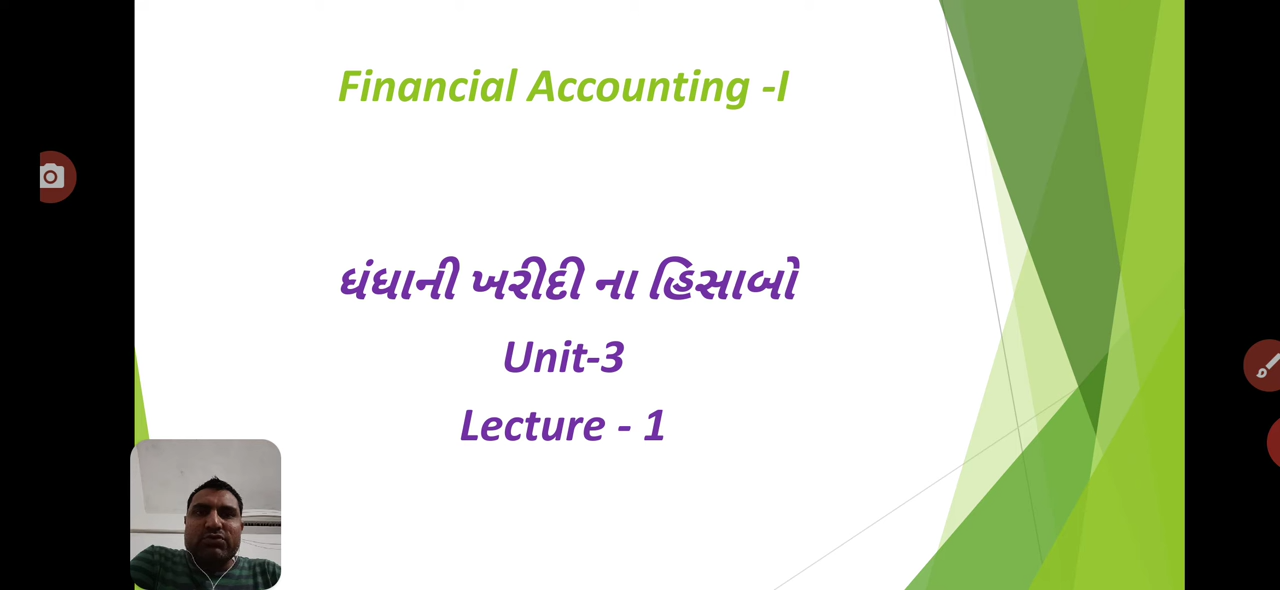 Financial Accounting -I
ધંધાની ખરીદી ના હિસાબો
Unit-3
Lecture - 1